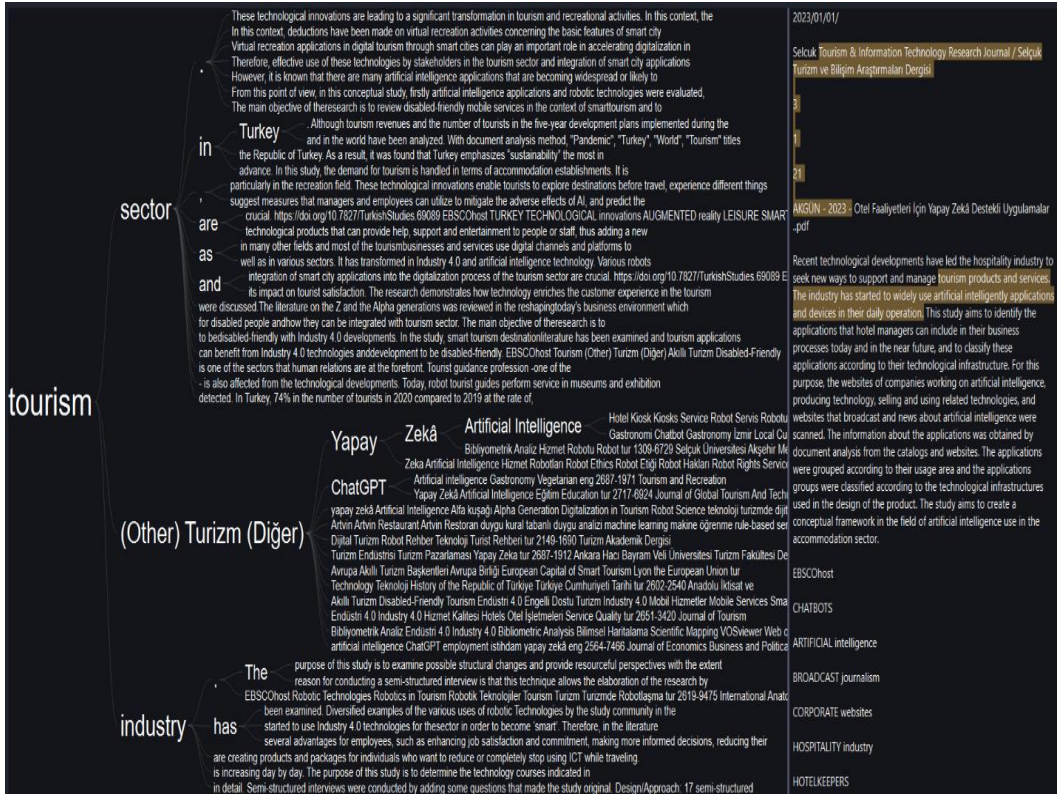 These technological innovations are leading to a significant transformation in tourism and recreational activities. In this context, the
In this context, deductions have been made on virtual recreation activities concerning the basic features of smart city
Virtual recreation applications in digital tourism through smart cities can play an important role in accelerating digitalization in
. Therefore, effective use of these technologies by stakeholders in the tourism sector and integration of smart city applications
However, it is known that there are many artificial intelligence applications that are becoming widespread or likely to
From this point of view, in this conceptual study, firstly artificial intelligence applications and robotic technologies were evaluated,
The main objective of theresearch is to review disabled-friendly mobile services in the context of smarttourism and to
in Turkey . Although tourism revenues and the number of tourists in the five-year development plans implemented during the
and in the world have been analyzed. With document analysis method, "Pandemic", "Turkey", "World", "Tourism" titles
the Republic of Turkey. As a result, it was found that Turkey emphasizes "sustainability" the most in
advance. In this study, the demand for tourism is handled in terms of accommodation establishments. It is
, particularly in the recreation field. These technological innovations enable tourists to explore destinations before travel, experience different things
suggest measures that managers and employees can utilize to mitigate the adverse effects of AI, and predict the
sector
are crucial. https://doi.org/10.7827/TurkishStudies.69089 EBSCOhost TURKEY TECHNOLOGICAL innovations AUGMENTED reality LEISURE SMART
technological products that can provide help, support and entertainment to people or staff, thus adding a new
as in many other fields and most of the tourismbusinesses and services use digital channels and platforms to
well as in various sectors. It has transformed in Industry 4.0 and artificial intelligence technology. Various robots
and integration of smart city applications into the digitalization process of the tourism sector are crucial. https://doi.org/10.7827/TurkishStudies.69089 E
its impact on tourist satisfaction. The research demonstrates how technology enriches the customer experience in the tourism
were discussed.The literature on the Z and the Alpha generations was reviewed in the reshapingtoday's business environment which
for disabled people andhow they can be integrated with tourism sector. The main objective of theresearch is to
to bedisabled-friendly with Industry 4.0 developments. In the study, smart tourism destinationliterature has been examined and tourism applications
can benefit from Industry 4.0 technologies anddevelopment to be disabled-friendly. EBSCOhost Tourism (Other) Turizm (Diğer) Akıllı Turizm Disabled-Friendly
is one of the sectors that human relations are at the forefront. Tourist guidance profession -one of the
- is also affected from the technological developments. Today, robot tourist guides perform service in museums and exhibition
detected. In Turkey, 74% in the number of tourists in 2020 compared to 2019 at the rate of,
tourism
Yapay Zekâ Artificial Intelligence Hotel Kiosk Kiosks Service Robot Servis Robotu
Gastronomi Chatbot Gastronomy İzmir Local Cu
Bibliyometrik Analiz Hizmet Robotu Robot tur 1309-6729 Selçuk Üniversitesi Akşehir Me
Zeka Artificial Intelligence Hizmet Robotları Robot Ethics Robot Etiği Robot Hakları Robot Rights Servic
ChatGPT Artificial intelligence Gastronomy Vegetarian eng 2687-1971 Tourism and Recreation
Yapay Zekâ Artificial Intelligence Eğitim Education tur 2717-6924 Journal of Global Tourism And Techn
yapay zekâ Artificial Intelligence Alfa kuşağı Alpha Generation Digitalization in Tourism Robot Science teknoloji turizmde dijit
Artvin Artvin Restaurant Artvin Restoran duygu kural tabanlı duygu analizi machine learning makine öğrenme rule-based ser
(Other) Turizm (Diğer)
Dijital Turizm Robot Rehber Teknoloji Turist Rehberi tur 2149-1690 Turizm Akademik Dergisi
Turizm Endüstrisi Turizm Pazarlaması Yapay Zeka tur 2687-1912 Ankara Hacı Bayram Veli Üniversitesi Turizm Fakültesi De
Avrupa Akıllı Turizm Başkentleri Avrupa Birliği European Capital of Smart Tourism Lyon the European Union tur
Technology Teknoloji History of the Republic of Türkiye Türkiye Cumhuriyeti Tarihi tur 2602-2540 Anadolu İktisat ve
Akıllı Turizm Disabled-Friendly Tourism Endüstri 4.0 Engelli Dostu Turizm Industry 4.0 Mobil Hizmetler Mobile Services Sma
Endüstri 4.0 Industry 4.0 Hizmet Kalitesi Hotels Otel İşletmeleri Service Quality tur 2651-3420 Journal of Tourism
Bibliyometrik Analiz Endüstri 4.0 Industry 4.0 Bibliometric Analysis Bilimsel Haritalama Scientific Mapping VOSviewer Web o
artificial intelligence ChatGPT employment istihdam yapay zekâ eng 2564-7466 Journal of Economics Business and Politica
. The purpose of this study is to examine possible structural changes and provide resourceful perspectives with the extent
reason for conducting a semi-structured interview is that this technique allows the elaboration of the research by
EBSCOhost Robotic Technologies Robotics in Tourism Robotik Teknolojiler Tourism Turizm Turizmde Robotlaşma tur 2619-9475 International Anato
industry
has been examined. Diversified examples of the various uses of robotic Technologies by the study community in the
started to use Industry 4.0 technologies for thesector in order to become 'smart'. Therefore, in the literature
several advantages for employees, such as enhancing job satisfaction and commitment, making more informed decisions, reducing their
are creating products and packages for individuals who want to reduce or completely stop using ICT while traveling.
is increasing day by day. The purpose of this study is to determine the technology courses indicated in
in detail. Semi-structured interviews were conducted by adding some questions that made the study original. Design/Approach: 17 semi-structured
2023/01/01/
Selcuk Tourism & Information Technology Research Journal / Selçuk
Turizm ve Bilişim Araştırmaları Dergisi
3
1
21
AKGÜN - 2023 - Otel Faaliyetleri İçin Yapay Zekâ Destekli Uygulamalar
.pdf
Recent technological developments have led the hospitality industry to
seek new ways to support and manage tourism products and services.
The industry has started to widely use artificial intelligently applications
and devices in their daily operation. This study aims to identify the
applications that hotel managers can include in their business
processes today and in the near future, and to classify these
applications according to their technological infrastructure. For this
purpose, the websites of companies working on artificial intelligence,
producing technology, selling and using related technologies, and
websites that broadcast and news about artificial intelligence were
scanned. The information about the applications was obtained by
document analysis from the catalogs and websites. The applications
were grouped according to their usage area and the applications
groups were classified according to the technological infrastructures
used in the design of the product. The study aims to create a
conceptual framework in the field of artificial intelligence use in the
accommodation sector.
EBSCOhost
CHATBOTS
ARTIFICIAL intelligence
BROADCAST journalism
CORPORATE websites
HOSPITALITY industry
HOTELKEEPERS